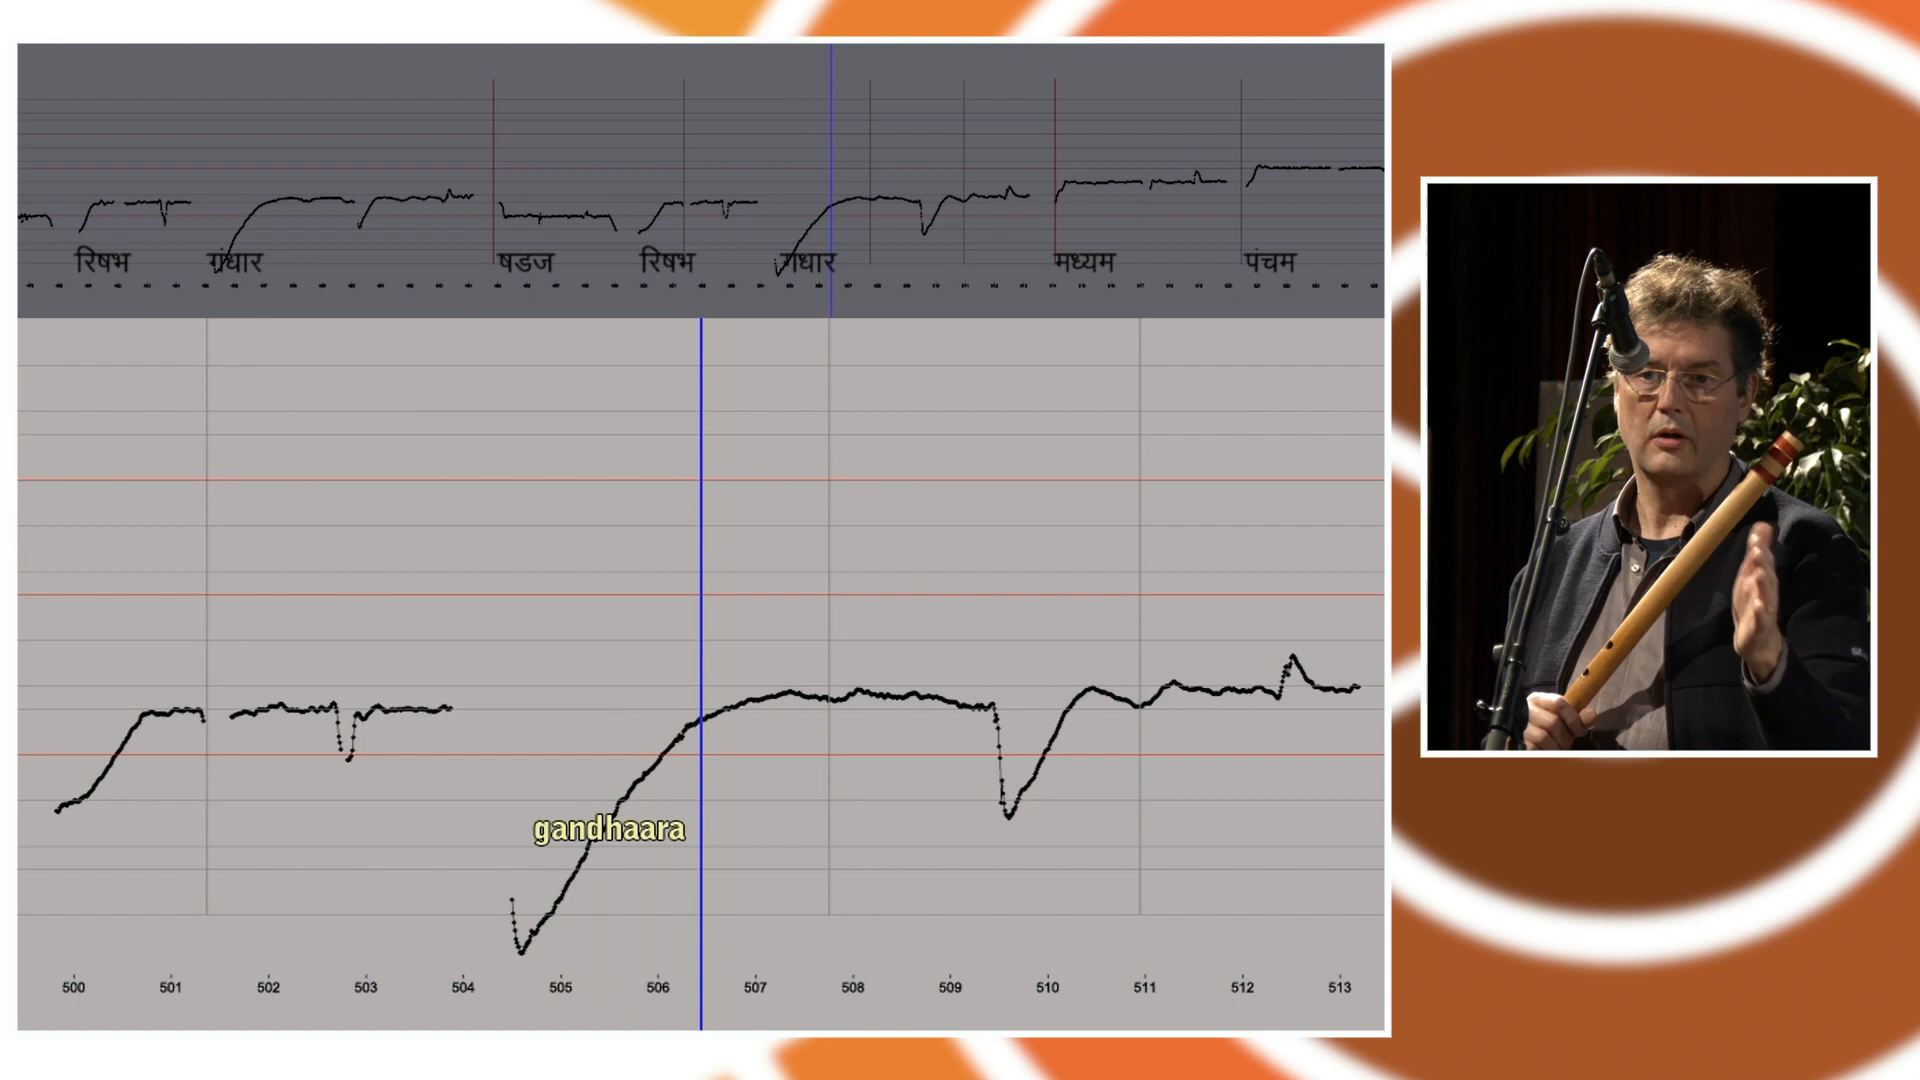 रिषभ गंधार षडज रिषभ गंधार मध्यम पंचम
gandhaara
500 501 502 503 504 505 506 507 508 509 510 511 512 513